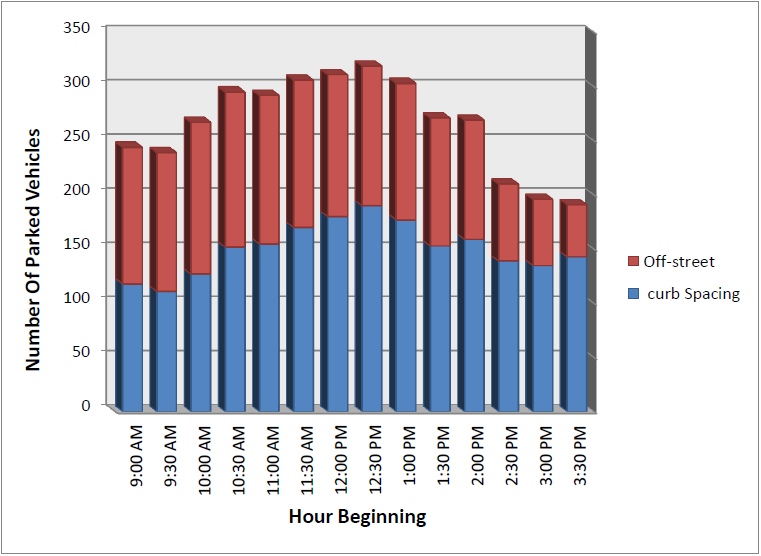 350
300
250
200
150
100
50
0
Number Of Parked Vehicles
9:00 AM
9:30 AM
10:00 AM
10:30 AM
11:00 AM
11:30 AM
12:00 PM
12:30 PM
1:00 PM
1:30 PM
2:00 PM
2:30 PM
3:00 PM
3:30 PM
Hour Beginning
Off-street
curb Spacing